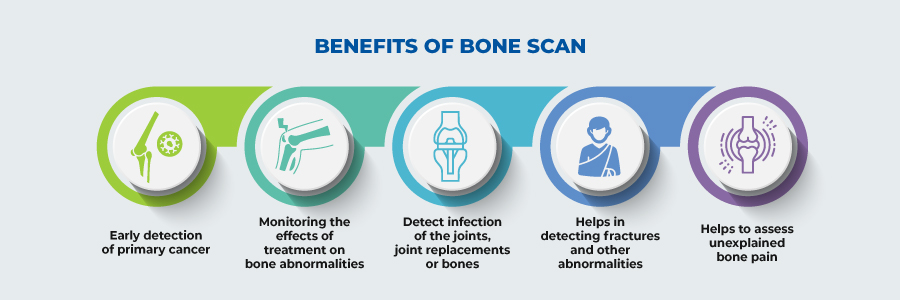 BENEFITS OF BONE SCAN
Early detection
of primary cancer
Monitoring the
effects of
treatment on
bone abnormalities
Detect infection
of the joints,
joint replacements
or bones
Helps in
detecting fractures
and other
abnormalities
Helps to assess
unexplained
bone pain